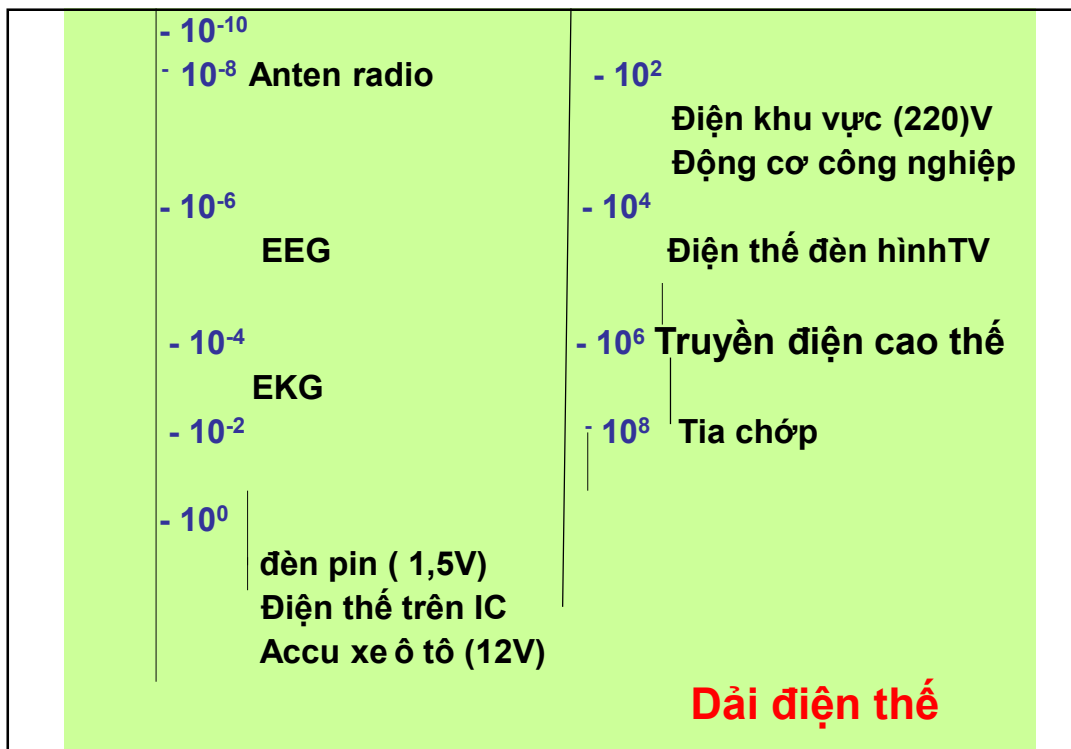 - 10⁻¹⁰
- 10⁻⁸ Anten radio
- 10⁻⁶
EEG
- 10⁻⁴
EKG
- 10⁻²
- 10⁰
đèn pin ( 1,5V)
Điện thế trên IC
Accu xe ô tô (12V)
- 10²
Điện khu vực (220)V
Động cơ công nghiệp
- 10⁴
Điện thế đèn hìnhTV
- 10⁶ Truyền điện cao thế
- 10⁸ Tia chớp
Dải điện thế